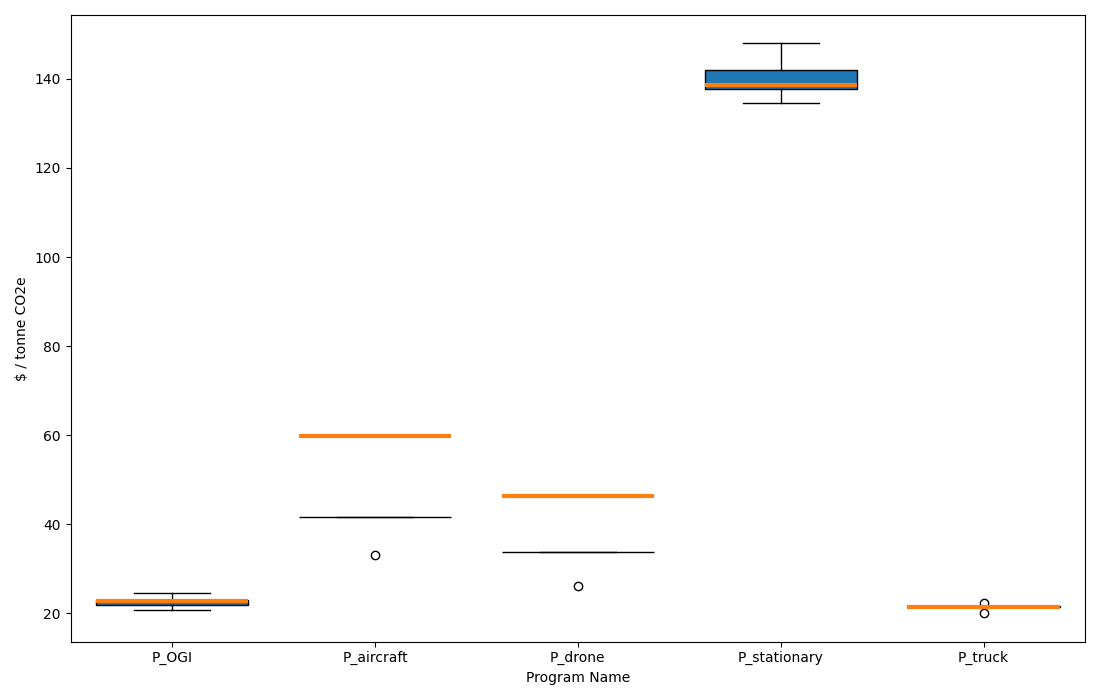 $ / tonne CO2e
140
120
100
80
60
40
20
P_OGI
P_aircraft
P_drone
P_stationary
P_truck
Program Name